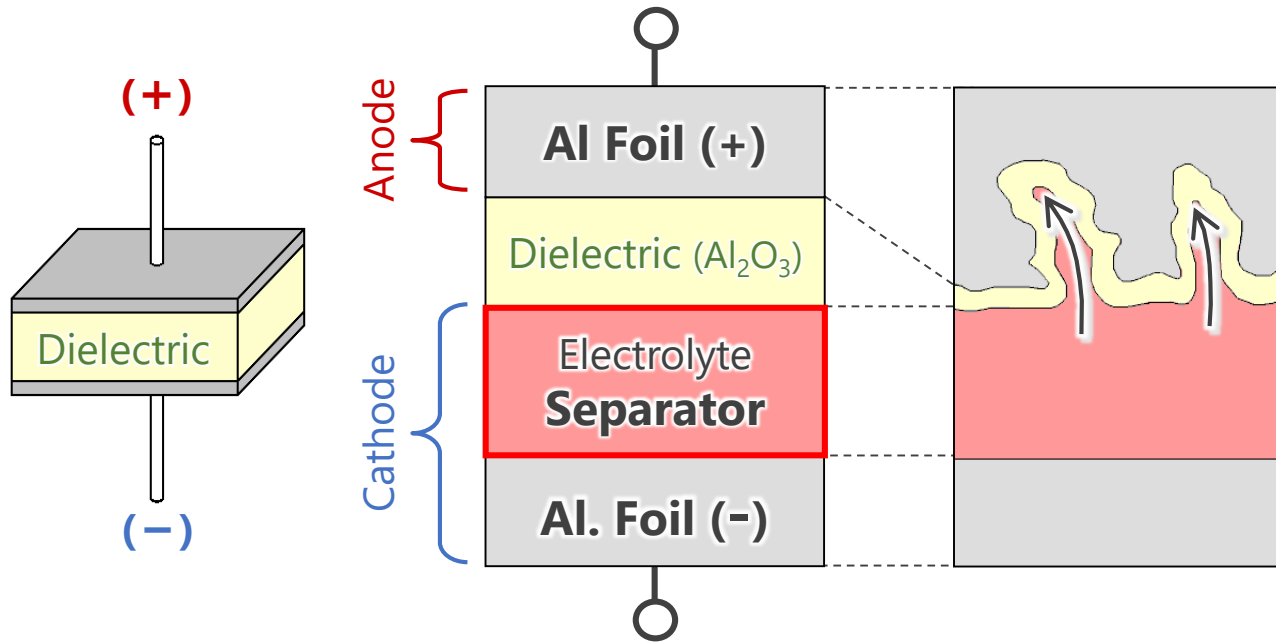 (+)
Dielectric
(−)
Anode
Cathode
Al Foil (+)
Dielectric (Al₂O₃)
Electrolyte
Separator
Al. Foil (-)